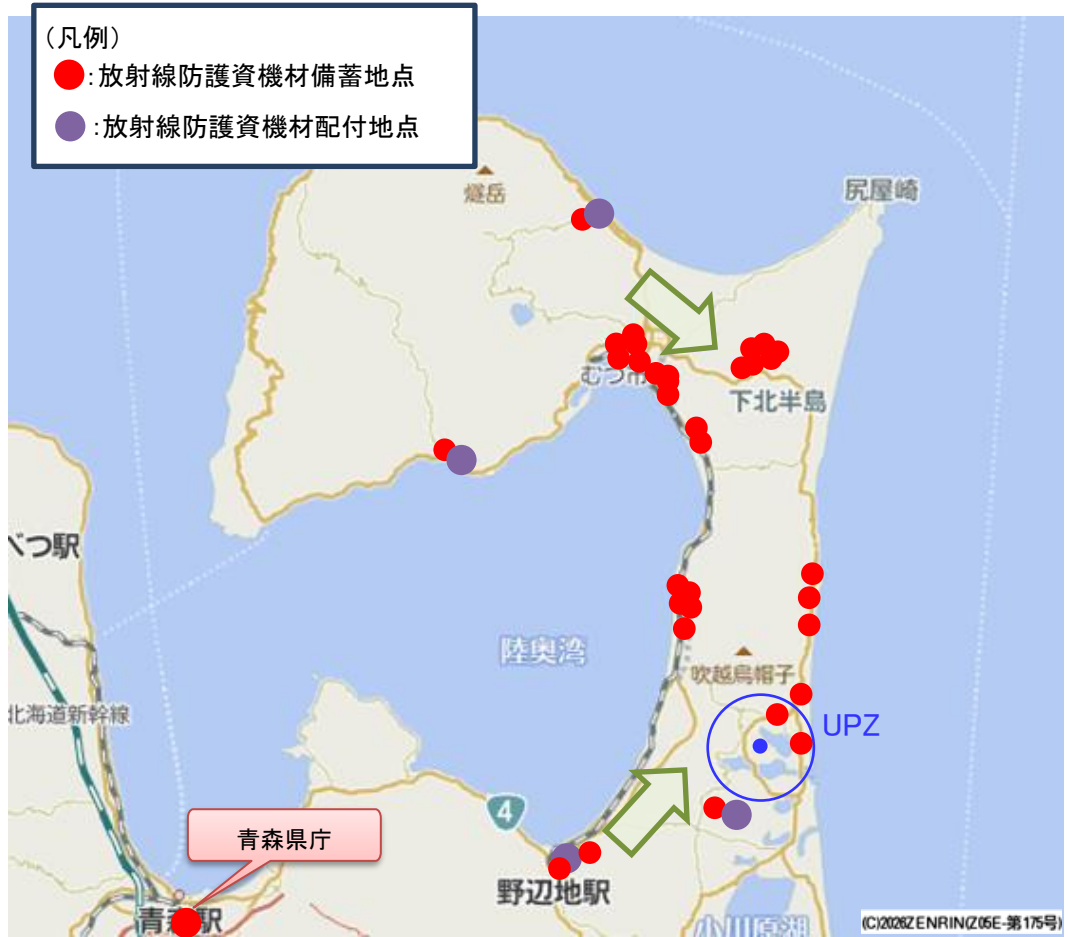 (凡例)
:放射線防護資機材備蓄地点
:放射線防護資機材配付地点
燧岳
尻屋崎
むつ市
下北半島
べつ駅
陸奥湾
吹越烏帽子
北海道新幹線
UPZ
4
青森県庁
野辺地駅
青森駅
小川原湖
(C)2026ZENRIN(Z05E-第175号)